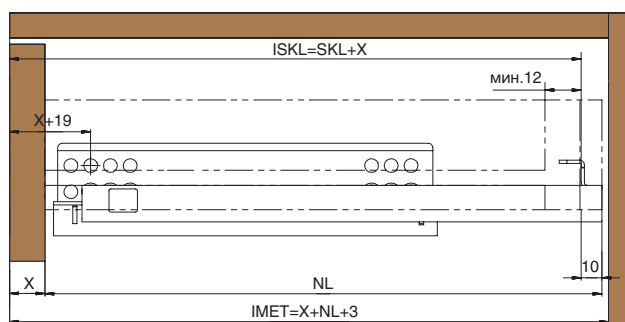 ISKL=SKL+X
мин.12
X+19
10
X
NL
IMET=X+NL+3